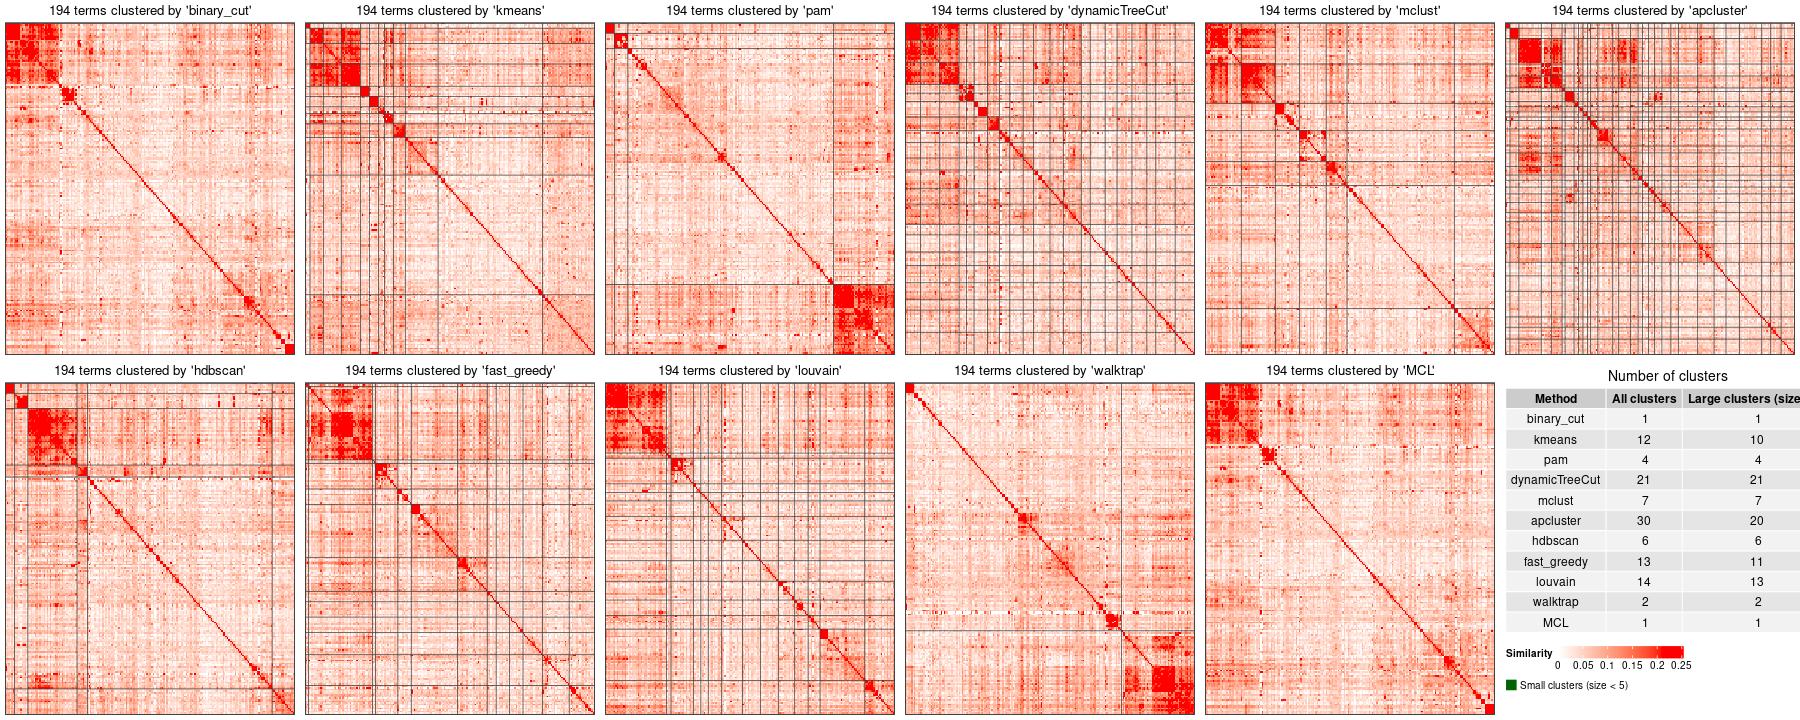 194 terms clustered by 'binary_cut'
194 terms clustered by 'kmeans'
194 terms clustered by 'pam'
194 terms clustered by 'dynamicTreeCut'
194 terms clustered by 'mclust'
194 terms clustered by 'apcluster'
194 terms clustered by 'hdbscan'
194 terms clustered by 'fast_greedy'
194 terms clustered by 'louvain'
194 terms clustered by 'walktrap'
194 terms clustered by 'MCL'
Number of clusters
Method All clusters Large clusters (size
binary_cut 1 1
kmeans 12 10
pam 4 4
dynamicTreeCut 21 21
mclust 7 7
apcluster 30 20
hdbscan 6 6
fast_greedy 13 11
louvain 14 13
walktrap 2 2
MCL 1 1
Similarity
0 0.05 0.1 0.15 0.2 0.25
Small clusters (size < 5)